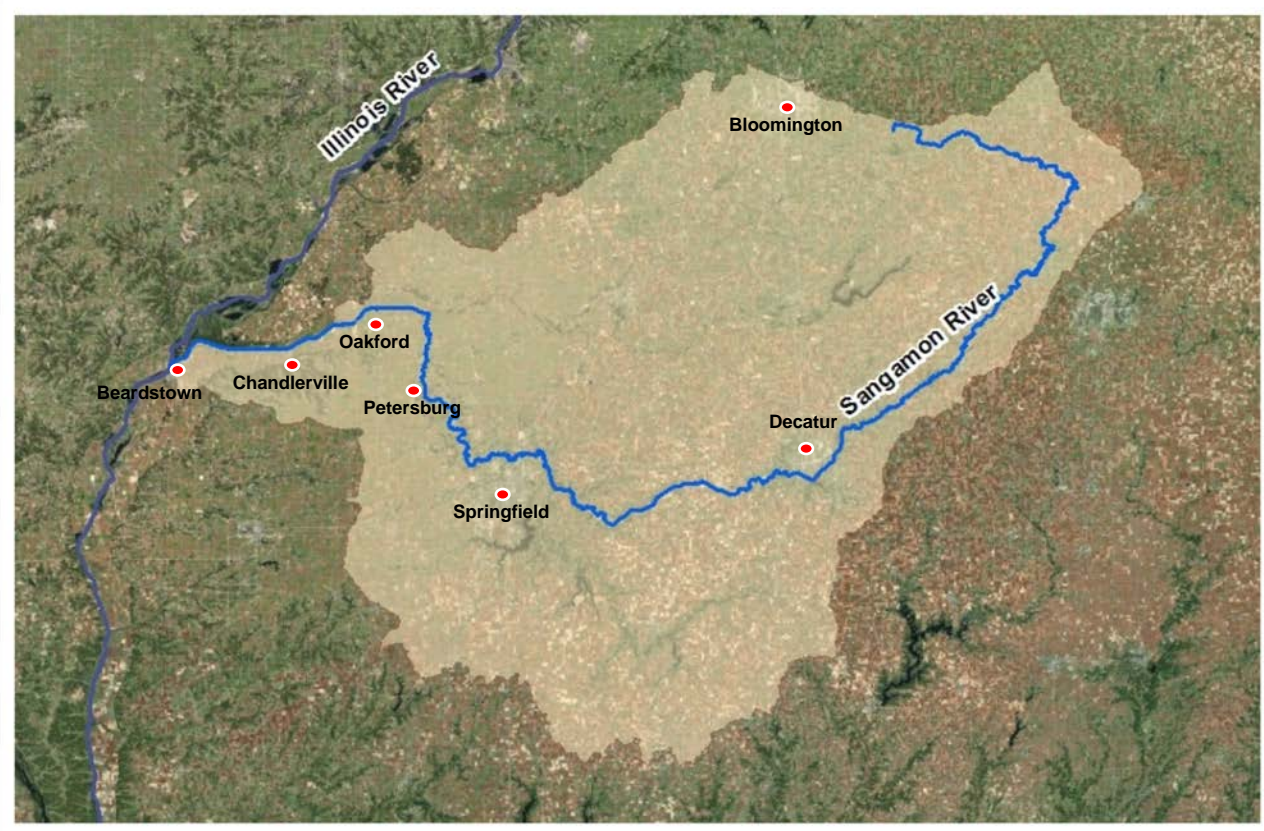 Illinois River
Bloomington
Sangamon River
Oakford
Chandlerville
Beardstown
Petersburg
Decatur
Springfield